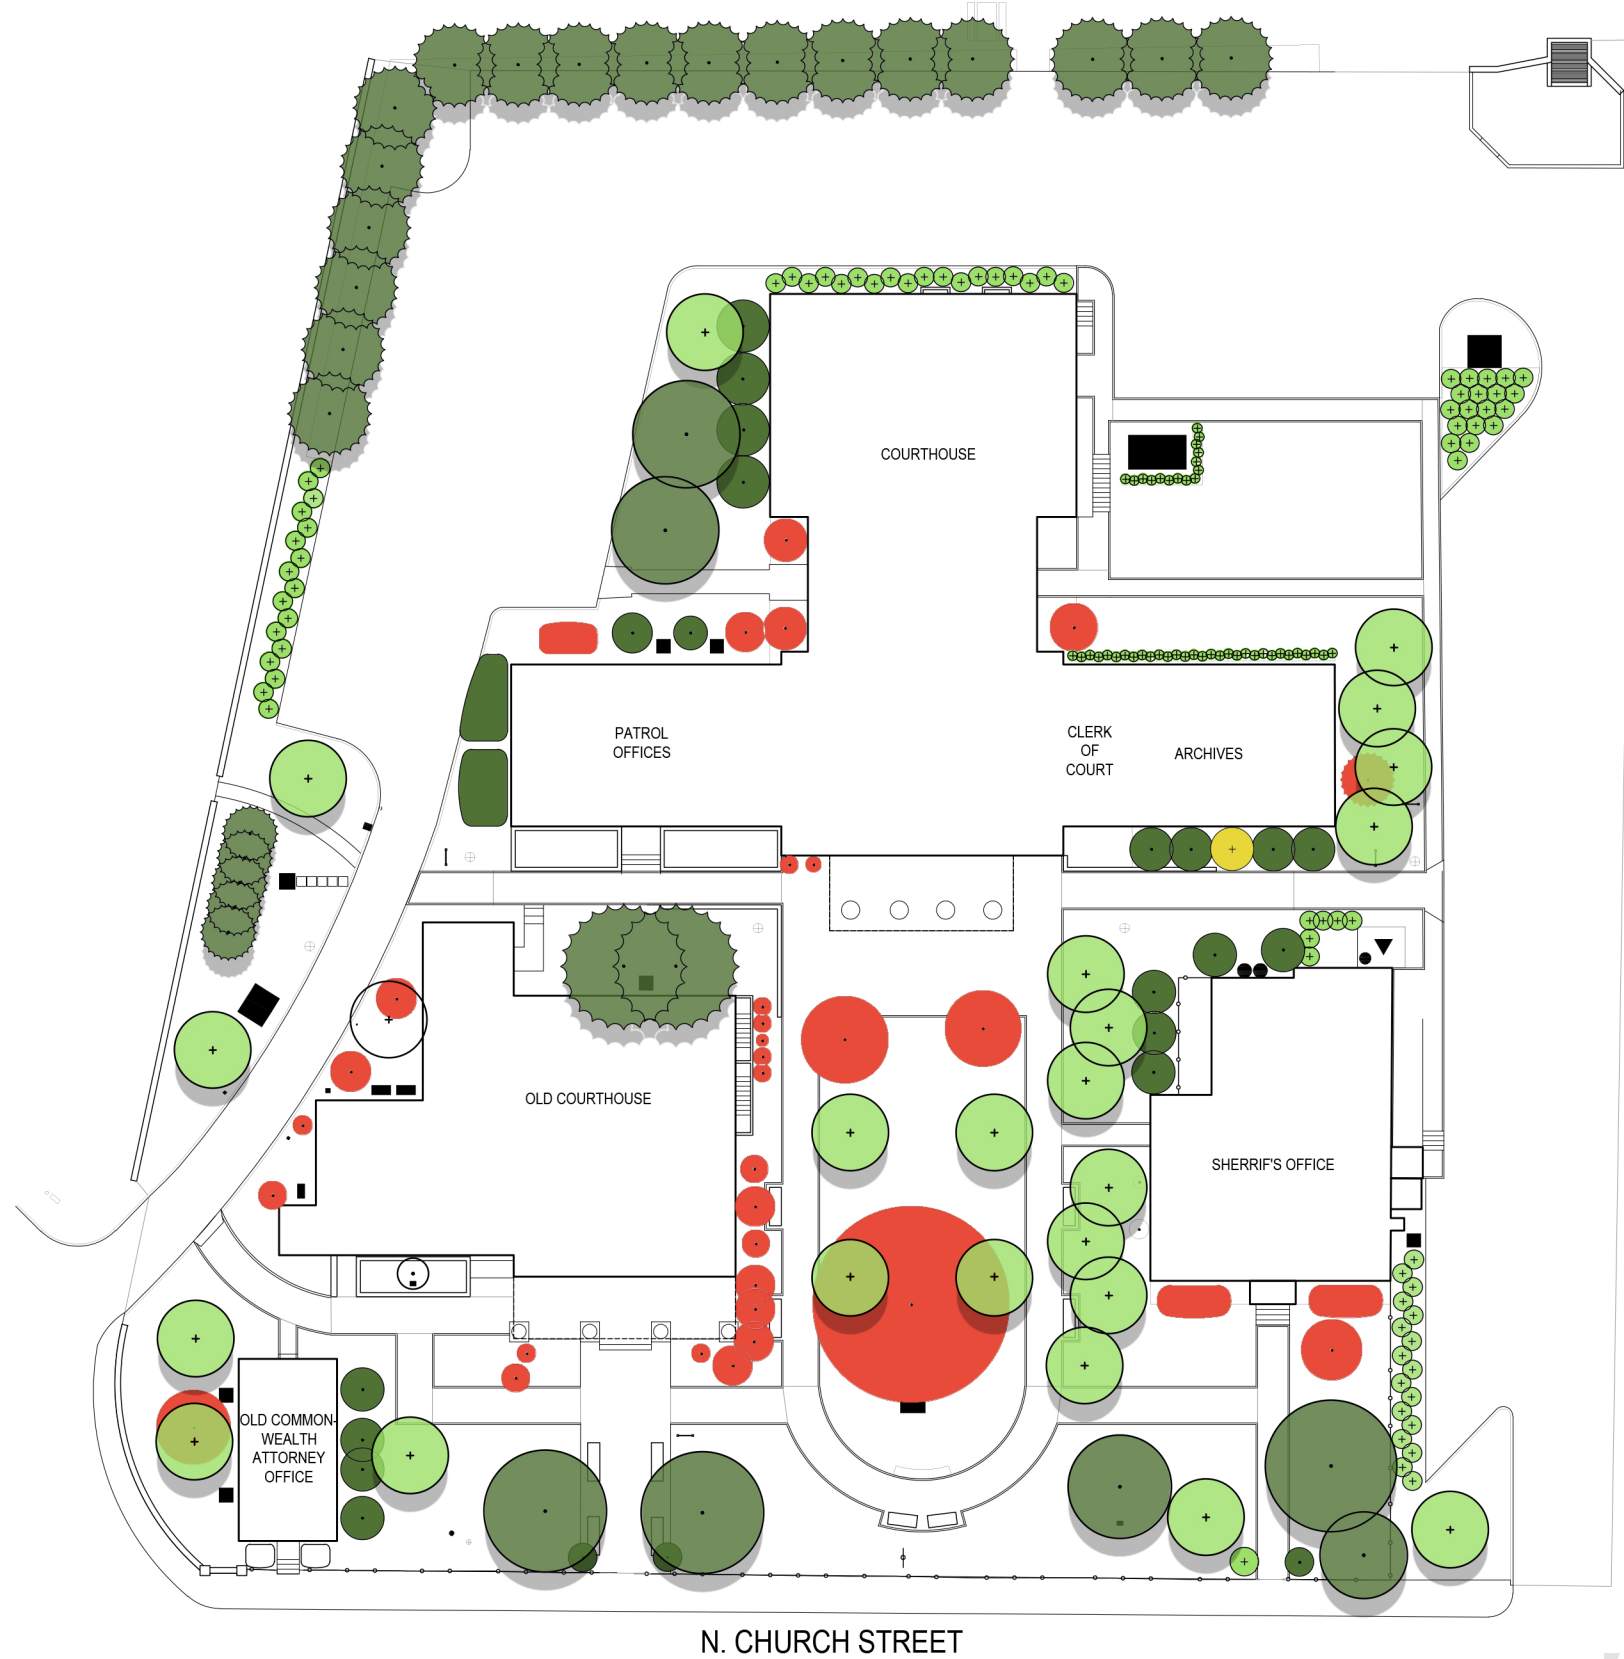 COURTHOUSE
PATROL
OFFICES
CLERK
OF
COURT
ARCHIVES
OLD COURTHOUSE
SHERRIF'S OFFICE
OLD COMMON-
WEALTH
ATTORNEY
OFFICE
N. CHURCH STREET